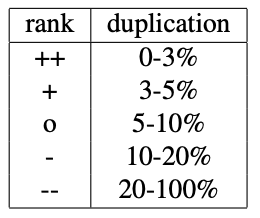 rank duplication
++ 0-3%
+ 3-5%
o 5-10%
- 10-20%
-- 20-100%